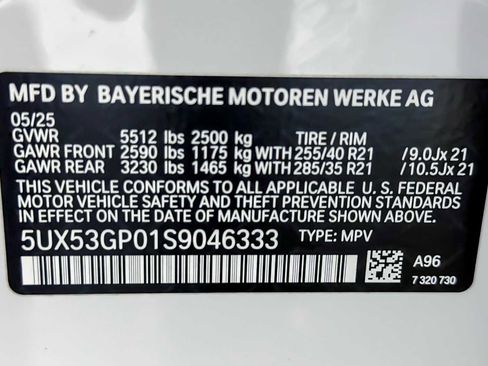 MFD BY BAYERISCHE MOTOREN WERKE AG
05/25
GVWR 5512 lbs 2500 kg TIRE / RIM
GAWR FRONT 2590 lbs 1175 kg WITH 255/40 R21 /9.0Jx 21
GAWR REAR 3230 lbs 1465 kg WITH 285/35 R21 /10.5Jx 21
THIS VEHICLE CONFORMS TO ALL APPLICABLE U. S. FEDERAL
MOTOR VEHICLE SAFETY AND
THEFT PREVENTION STANDARDS IN EFFECT ON THE DATE OF MANUFACTURE SHOWN ABOVE.
5UX53GP01S9046333 TYPE: MPV
A96
7 320 730